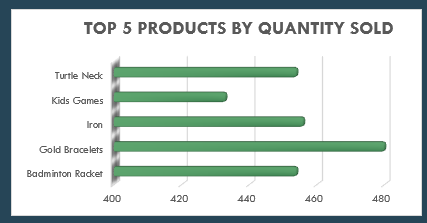 TOP 5 PRODUCTS BY QUANTITY SOLD
Turtle Neck
Kids Games
Iron
Gold Bracelets
Badminton Racket
400 420 440 460 480